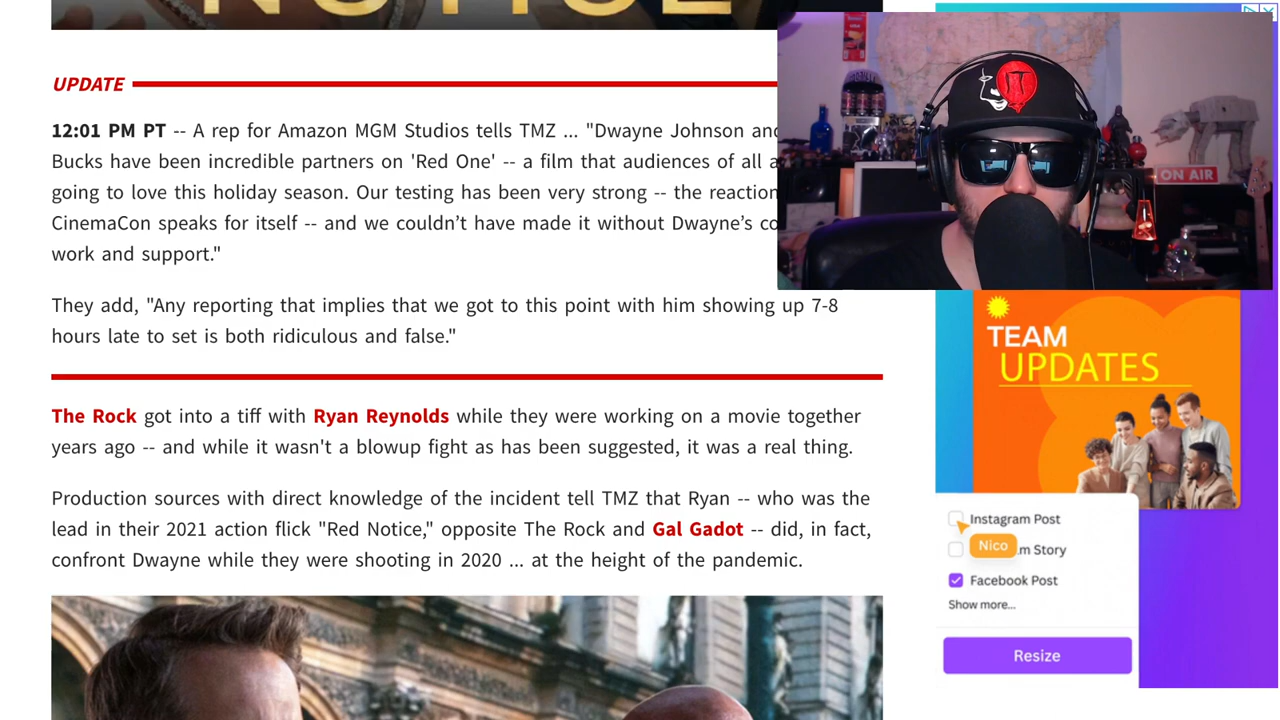 NOTICE
UPDATE
12:01 PM PT -- A rep for Amazon MGM Studios tells TMZ ... "Dwayne Johnson and
Bucks have been incredible partners on 'Red One' -- a film that audiences of all
going to love this holiday season. Our testing has been very strong -- the reaction
CinemaCon speaks for itself -- and we couldn’t have made it without Dwayne’s
work and support."
They add, "Any reporting that implies that we got to this point with him showing up 7-8
hours late to set is both ridiculous and false."
The Rock got into a tiff with Ryan Reynolds while they were working on a movie together
years ago -- and while it wasn't a blowup fight as has been suggested, it was a real thing.
Production sources with direct knowledge of the incident tell TMZ that Ryan -- who was the
lead in their 2021 action flick "Red Notice," opposite The Rock and Gal Gadot -- did, in fact,
confront Dwayne while they were shooting in 2020 ... at the height of the pandemic.
IT
ON AIR
TEAM
UPDATES
Instagram Post
Nico
m Story
Facebook Post
Show more...
Resize